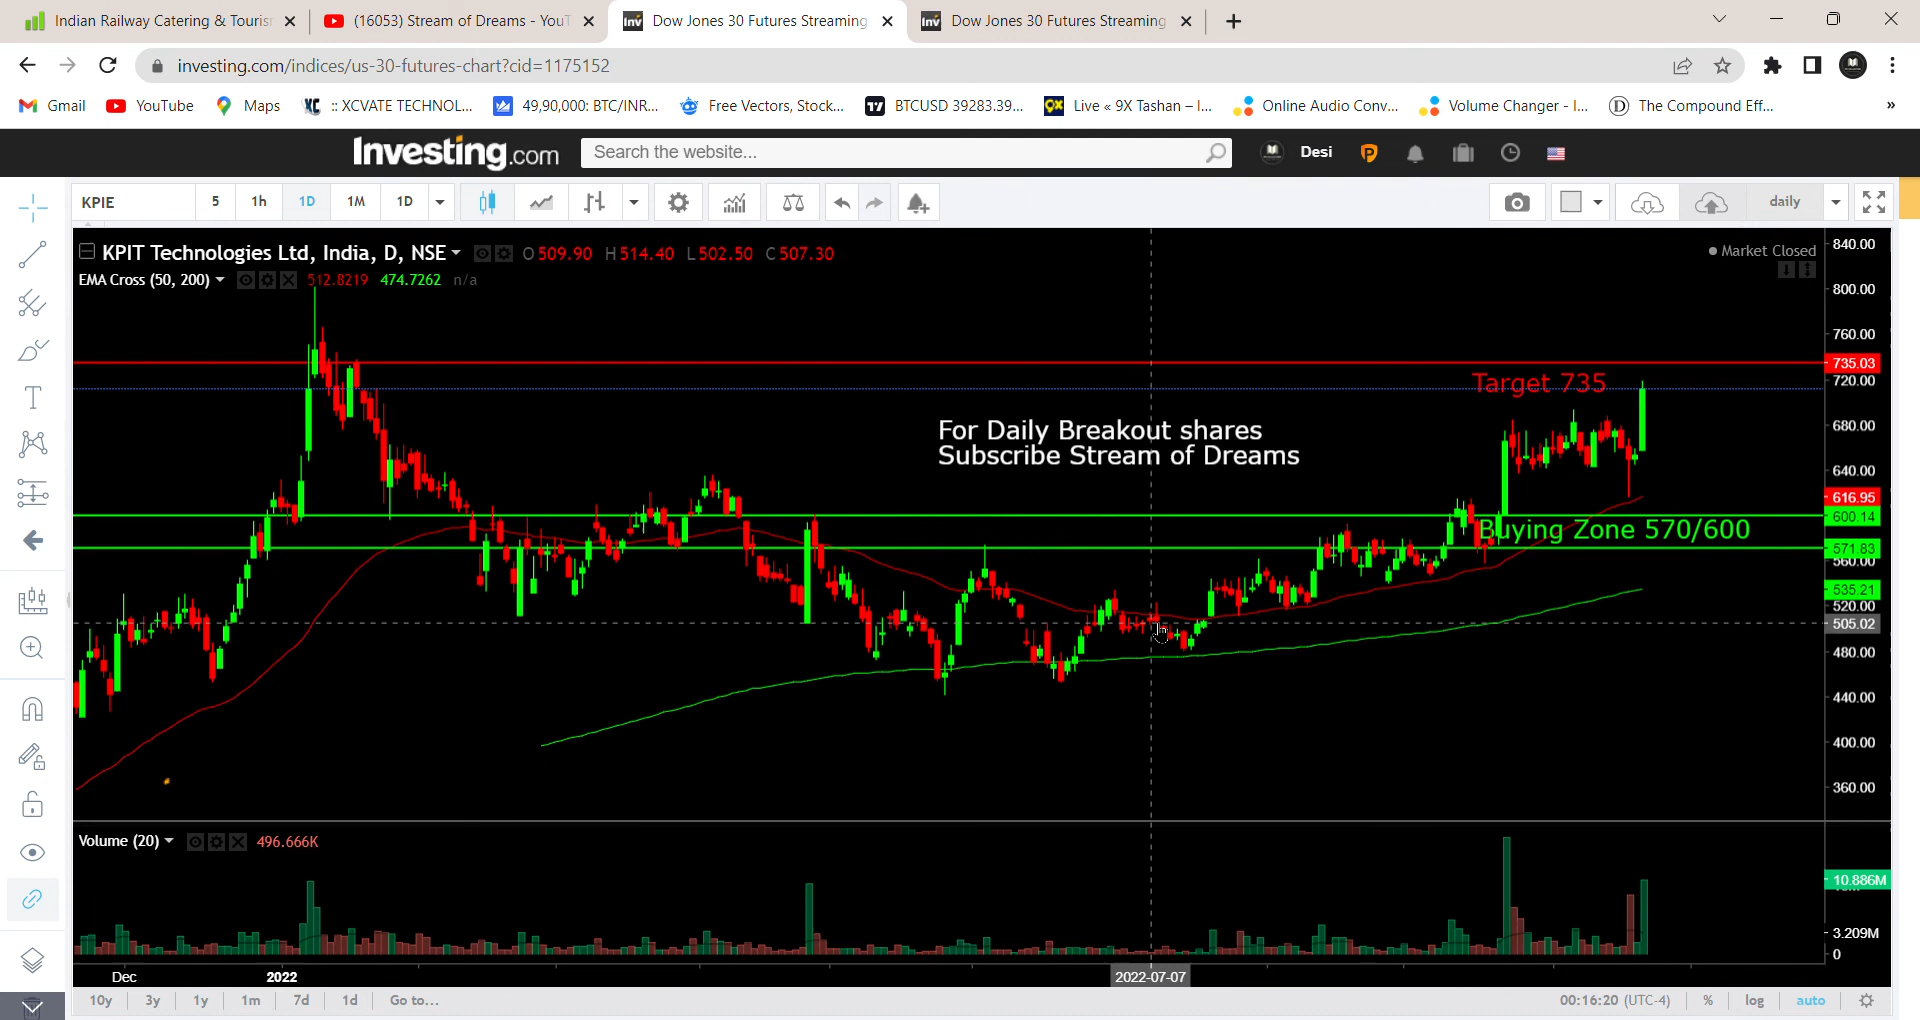 Indian Railway Catering & Touris
(16053) Stream of Dreams - YouT
Dow Jones 30 Futures Streaming
Dow Jones 30 Futures Streaming
investing.com/indices/us-30-futures-chart?cid=1175152
Gmail
YouTube
Maps
:: XCVATE TECHNOL...
49,90,000: BTC/INR...
Free Vectors, Stock...
BTCUSD 39283.39...
Live « 9X Tashan – I...
Online Audio Conv...
Volume Changer - I...
The Compound Eff...
Investing.com
Search the website...
Desi
KPIE
5
1h
1D
1M
1D
daily
KPIT Technologies Ltd, India, D, NSE
O 509.90 H 514.40 L 502.50 C 507.30
Market Closed
EMA Cross (50, 200)
512.8219 474.7262 n/a
840.00
800.00
760.00
735.03
720.00
Target 735
For Daily Breakout shares
Subscribe Stream of Dreams
680.00
640.00
616.95
600.14
Buying Zone 570/600
571.83
560.00
535.21
520.00
505.02
480.00
440.00
400.00
360.00
Volume (20)
496.666K
10.886M
3.209M
0
Dec
2022
2022-07-07
10y
3y
1y
1m
7d
1d
Go to...
00:16:20 (UTC-4)
%
log
auto